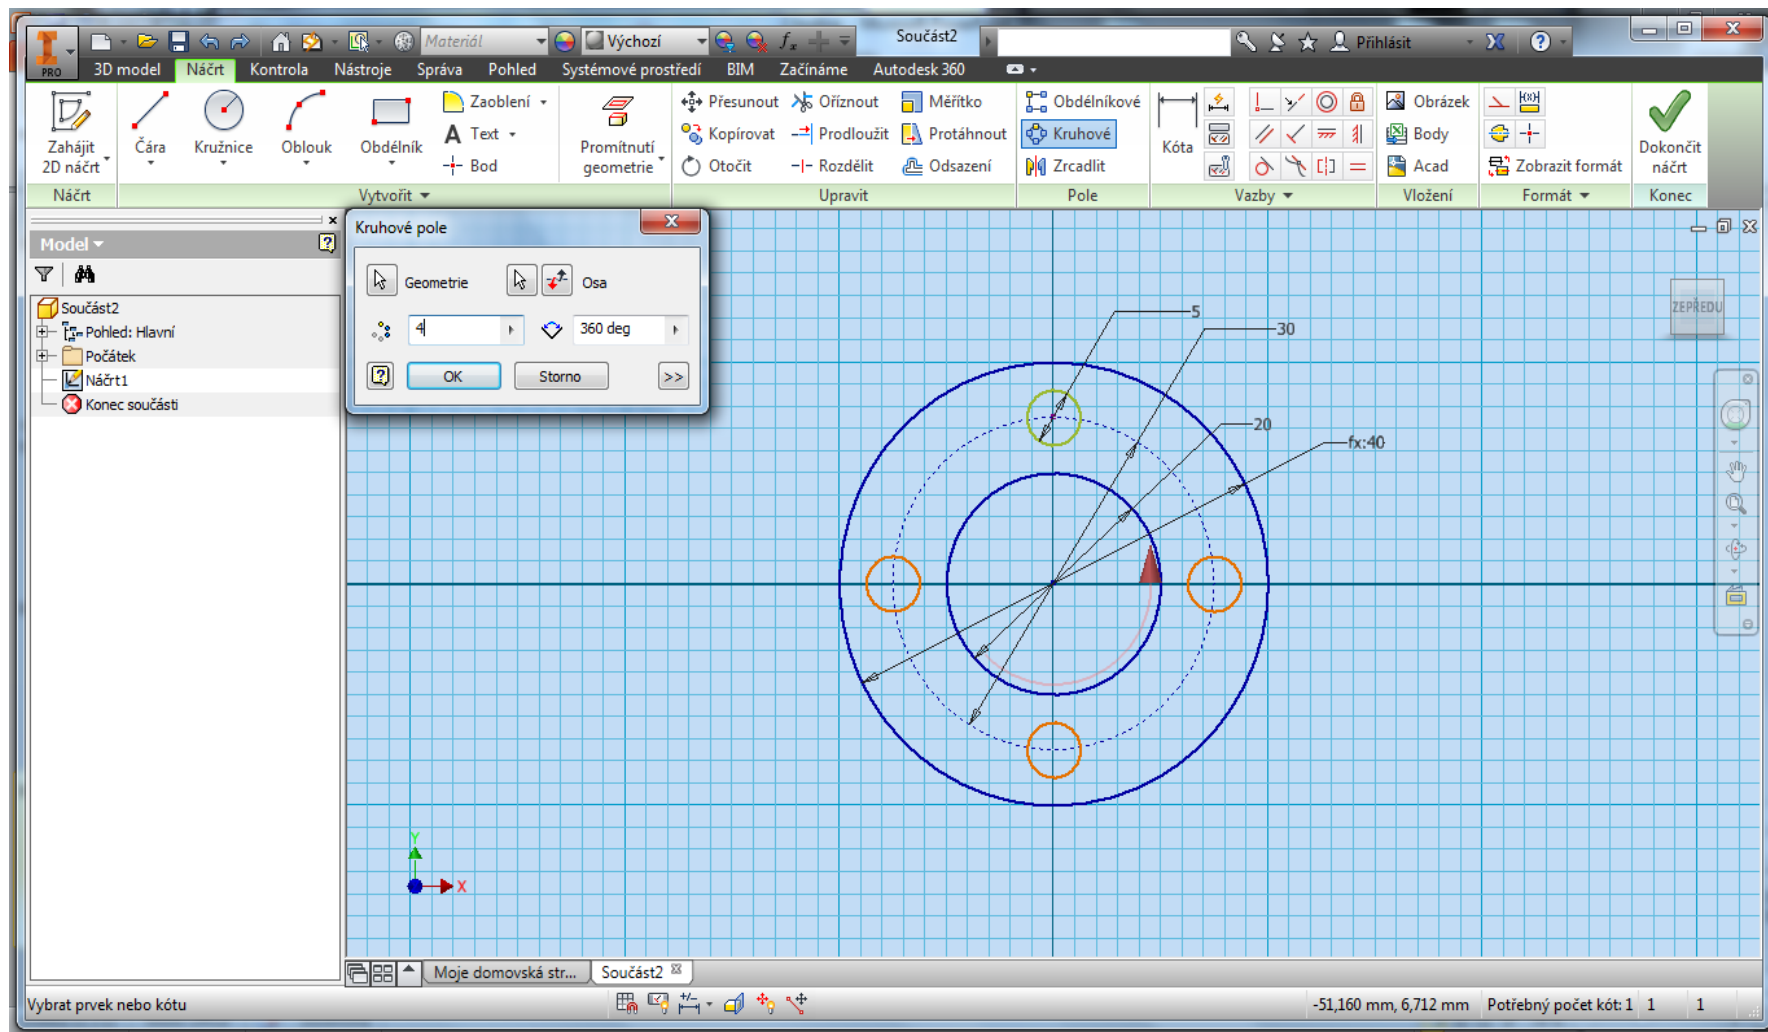 Materiál Výchozí fx Součást2 Přihlásit
PRO 3D model Náčrt Kontrola Nástroje Správa Pohled Systémové prostředí BIM Začínáme Autodesk 360
Zahájit
2D náčrt
Čára
Kružnice
Oblouk
Obdélník
Zaoblení
Text
Bod
Promítnutí
geometrie
Přesunout Oříznout Měřítko
Kopírovat Prodloužit Protáhnout
Otočit Rozdělit Odsazení
Obdélníkové
Kruhové
Zrcadlit
Kóta
Obrázek
Body
Acad
Zobrazit formát
Dokončit
náčrt
Náčrt Vytvořit Upravit Pole Vazby Vložení Formát Konec
Model
Součást2
Pohled: Hlavní
Počátek
Náčrt1
Konec součásti
Kruhové pole
Geometrie Osa
4 360 deg
OK Storno >>
ZEPŘEDU
5
30
20
fx:40
Y
X
Moje domovská str... Součást2
Vybrat prvek nebo kótu -51,160 mm, 6,712 mm Potřebný počet kót: 1 1 1